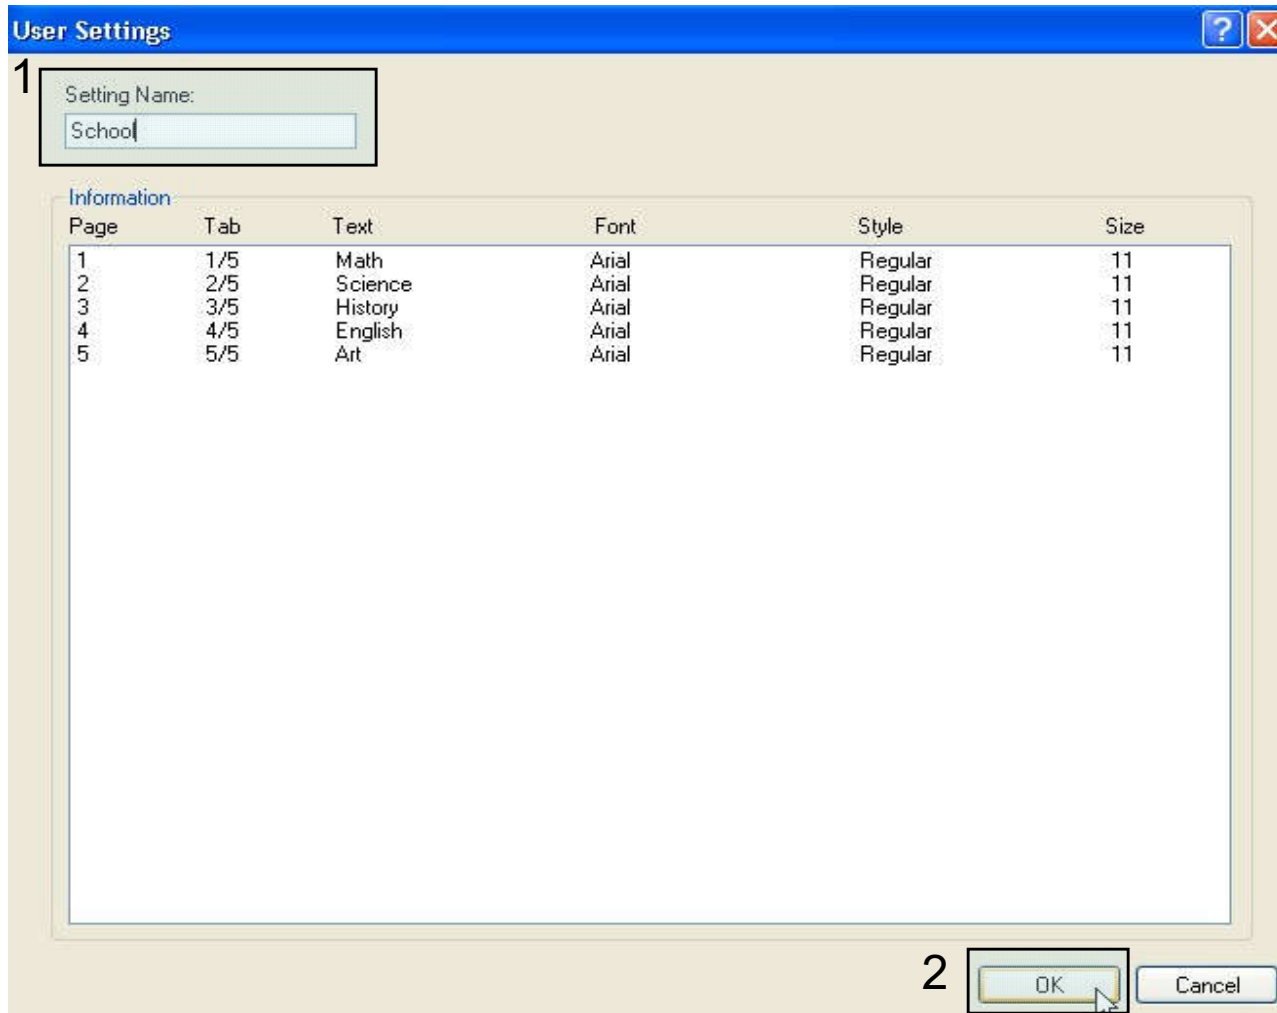 User Settings
1
Setting Name:
School
Information
Page Tab Text Font Style Size
1 1/5 Math Arial Regular 11
2 2/5 Science Arial Regular 11
3 3/5 History Arial Regular 11
4 4/5 English Arial Regular 11
5 5/5 Art Arial Regular 11
2 OK Cancel